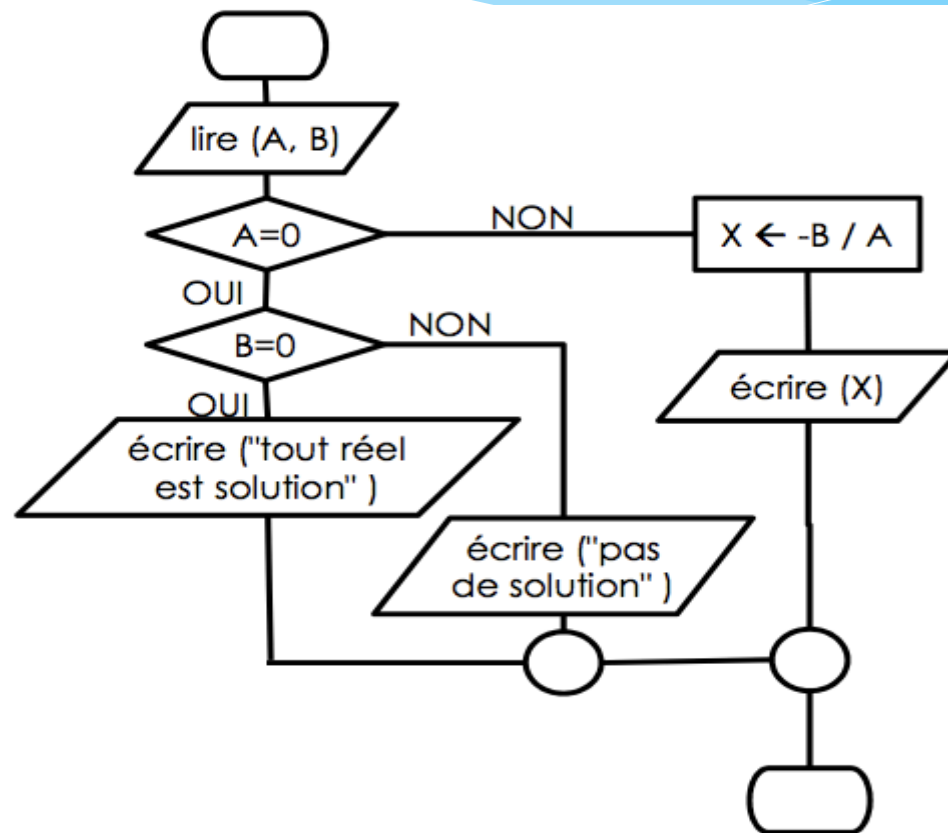 lire (A, B)
A=0
NON
X ← -B / A
OUI
B=0
NON
écrire (X)
OUI
écrire ("tout réel
est solution" )
écrire ("pas
de solution" )